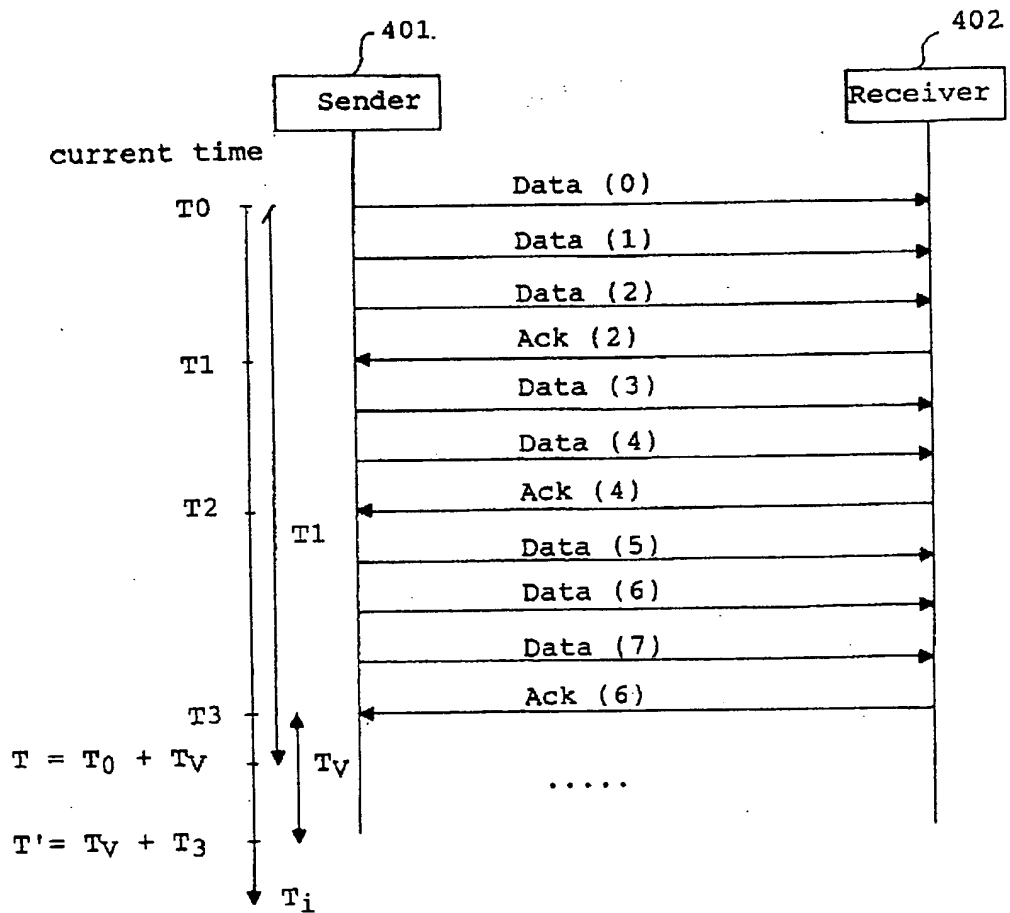 401.
402
Sender
Receiver
current time
T0
Data (0)
Data (1)
Data (2)
Ack (2)
T1
Data (3)
Data (4)
Ack (4)
T2
T1
Data (5)
Data (6)
Data (7)
Ack (6)
T3
T = T0 + TV
TV
.....
T'= TV + T3
Ti